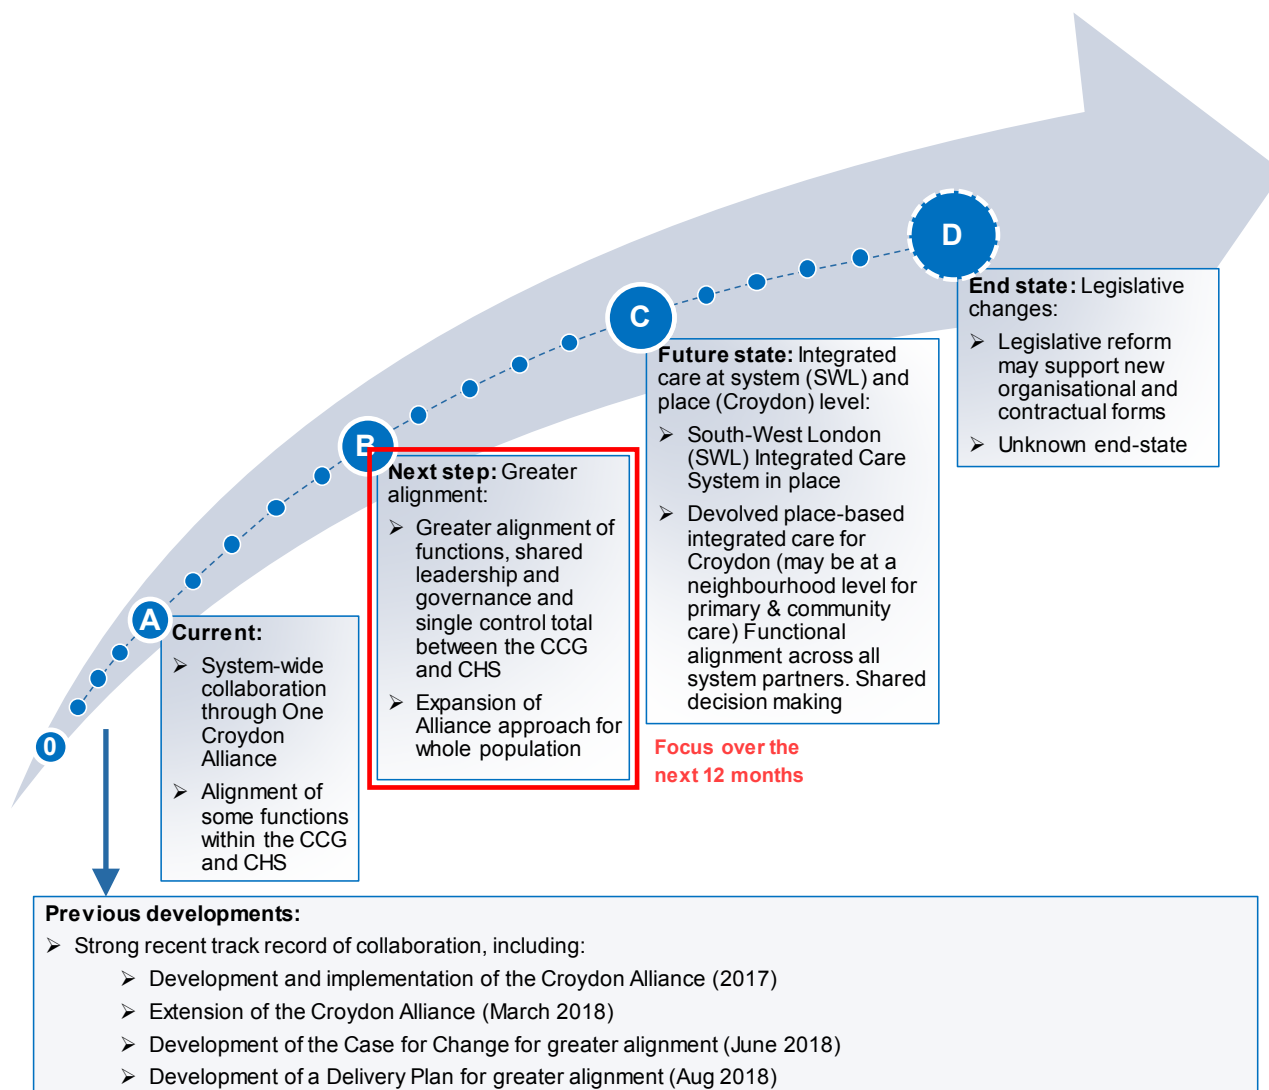 D
End state: Legislative
changes:
➢ Legislative reform
may support new
organisational and
contractual forms
➢ Unknown end-state
C
Future state: Integrated
care at system (SWL) and
place (Croydon) level:
➢ South-West London
(SWL) Integrated Care
System in place
➢ Devolved place-based
integrated care for
Croydon (may be at a
neighbourhood level for
primary & community
care) Functional
alignment across all
system partners. Shared
decision making
B
Next step: Greater
alignment:
➢ Greater alignment of
functions, shared
leadership and
governance and
single control total
between the CCG
and CHS
➢ Expansion of
Alliance approach for
whole population
Focus over the
next 12 months
A
Current:
➢ System-wide
collaboration
through One
Croydon
Alliance
➢ Alignment of
some functions
within the CCG
and CHS
0
Previous developments:
➢ Strong recent track record of collaboration, including:
➢ Development and implementation of the Croydon Alliance (2017)
➢ Extension of the Croydon Alliance (March 2018)
➢ Development of the Case for Change for greater alignment (June 2018)
➢ Development of a Delivery Plan for greater alignment (Aug 2018)